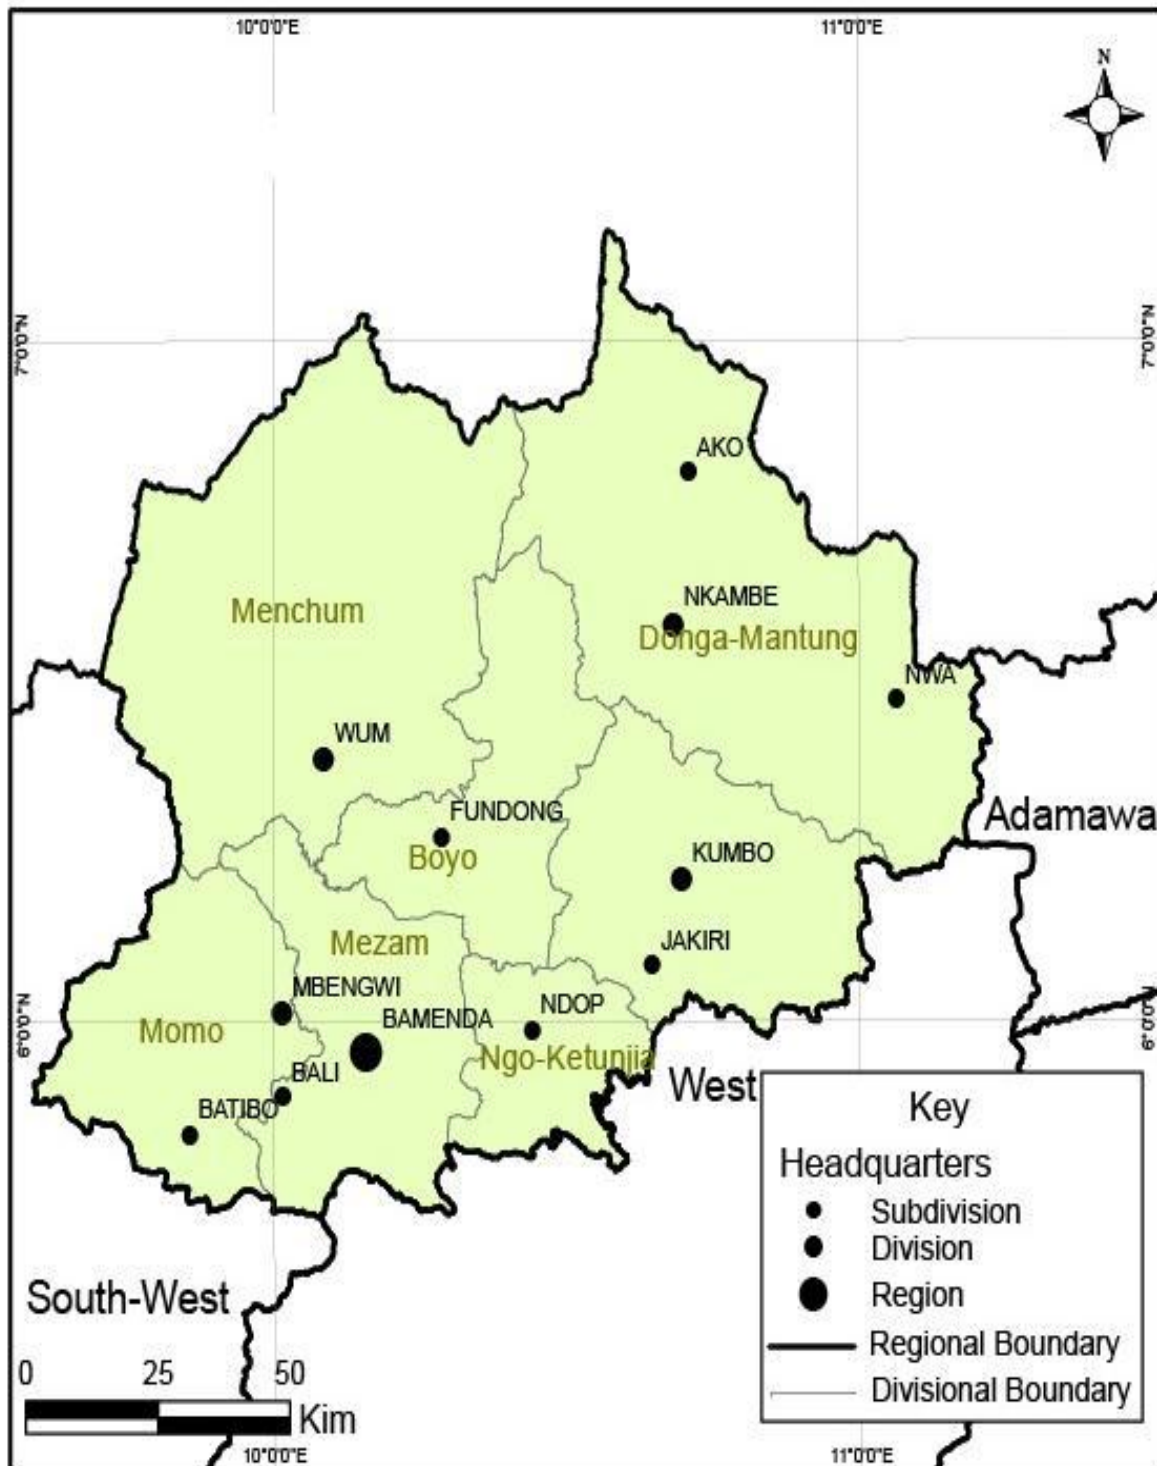 10°0'0"E
11°0'0"E
N
7°0'0"N
7°0'0"N
AKO
NKAMBE
Menchum
Donga-Mantung
NWA
WUM
FUNDONG
Adamawa
Boyo
KUMBO
Mezam
JAKIRI
MBENGWI
NDOP
BAMENDA
Momo
6°0'0"N
6°0'0"N
Ngo-Ketunjia
BALI
West
BATIBO
Key
Headquarters
Subdivision
Division
Region
Regional Boundary
Divisional Boundary
South-West
0 25 50
Kim
10°0'0"E
11°0'0"E